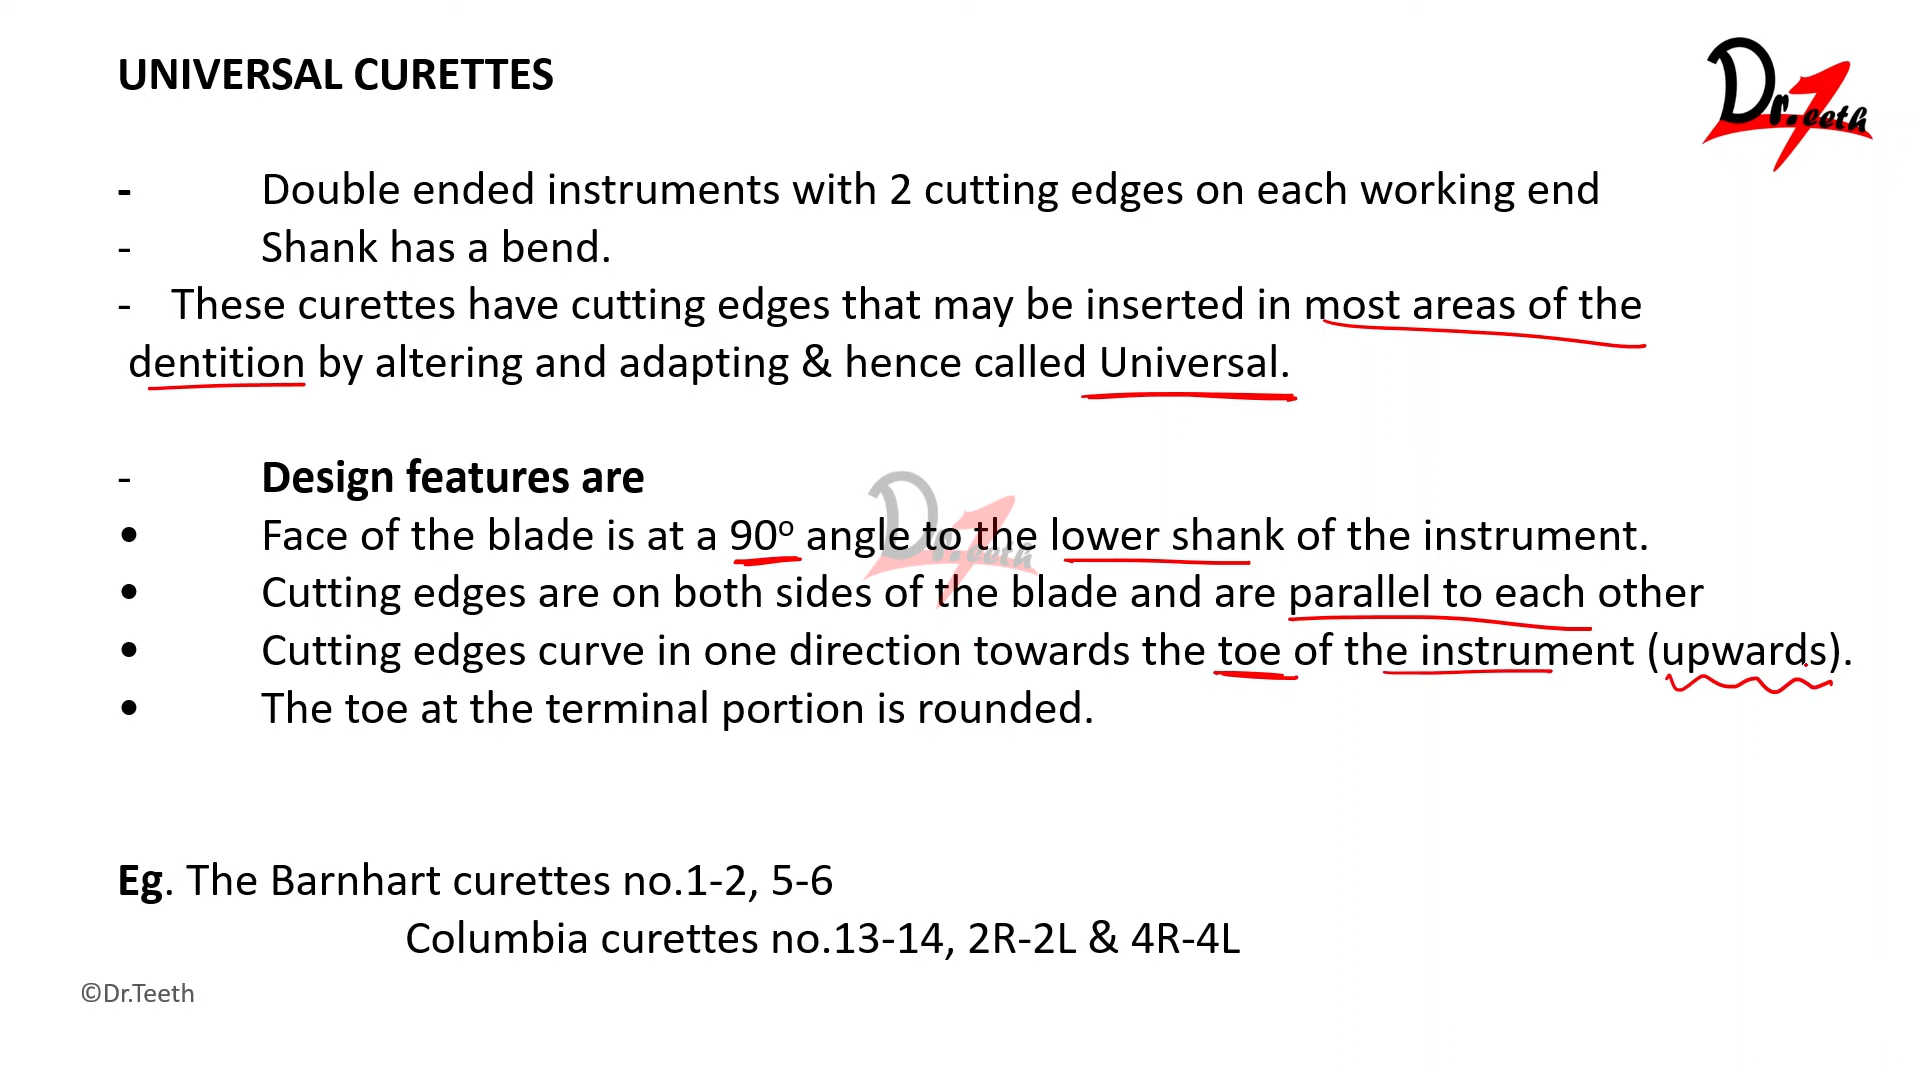 UNIVERSAL CURETTES
Dr.Teeth
- Double ended instruments with 2 cutting edges on each working end
- Shank has a bend.
- These curettes have cutting edges that may be inserted in most areas of the
dentition by altering and adapting & hence called Universal.
- Design features are
• Face of the blade is at a 90° angle to the lower shank of the instrument.
Dr.Teeth
• Cutting edges are on both sides of the blade and are parallel to each other
• Cutting edges curve in one direction towards the toe of the instrument (upwards).
• The toe at the terminal portion is rounded.
Eg. The Barnhart curettes no.1-2, 5-6
Columbia curettes no.13-14, 2R-2L & 4R-4L
©Dr.Teeth